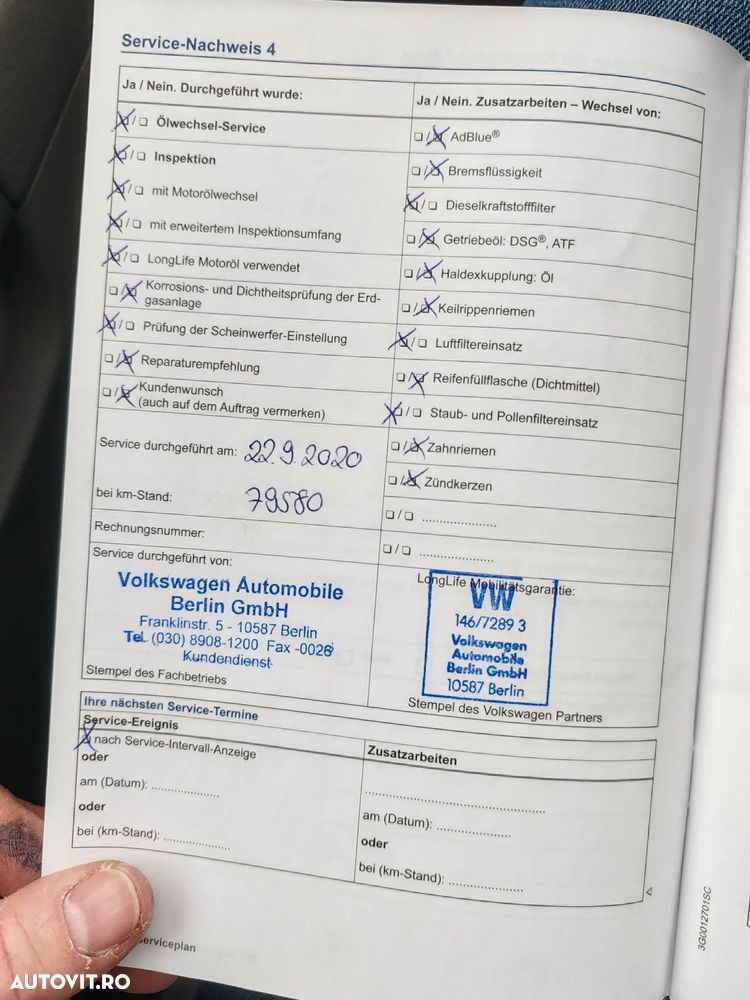 Service-Nachweis 4
Ja / Nein. Durchgeführt wurde:
Ölwechsel-Service
Inspektion
mit Motorölwechsel
mit erweitertem Inspektionsumfang
LongLife Motoröl verwendet
Korrosions- und Dichtheitsprüfung der Erd-
gasanlage
Prüfung der Scheinwerfer-Einstellung
Reparaturempfehlung
Kundenwunsch
(auch auf dem Auftrag vermerken)
Ja / Nein. Zusatzarbeiten – Wechsel von:
AdBlue®
Bremsflüssigkeit
Dieselkraftstofffilter
Getriebeöl: DSG®, ATF
Haldexkupplung: Öl
Keilrippenriemen
Luftfiltereinsatz
Reifenfüllflasche (Dichtmittel)
Staub- und Pollenfiltereinsatz
Zahnriemen
Zündkerzen
Service durchgeführt am: 22.9.2020
bei km-Stand: 79580
Rechnungsnummer:
Service durchgeführt von:
Volkswagen Automobile
Berlin GmbH
Franklinstr. 5 - 10587 Berlin
Tel. (030) 8908-1200 Fax -0026
Kundendienst
Stempel des Fachbetriebs
LongLife Mobilitätsgarantie:
VW
146/7289 3
Volkswagen
Automobile
Berlin GmbH
10587 Berlin
Stempel des Volkswagen Partners
Ihre nächsten Service-Termine
Service-Ereignis
nach Service-Intervall-Anzeige
oder
am (Datum): ....................
oder
bei (km-Stand): ....................
Zusatzarbeiten
am (Datum): ....................
oder
bei (km-Stand): ....................
3G0012701SC
erviceplan
AUTOVIT.RO